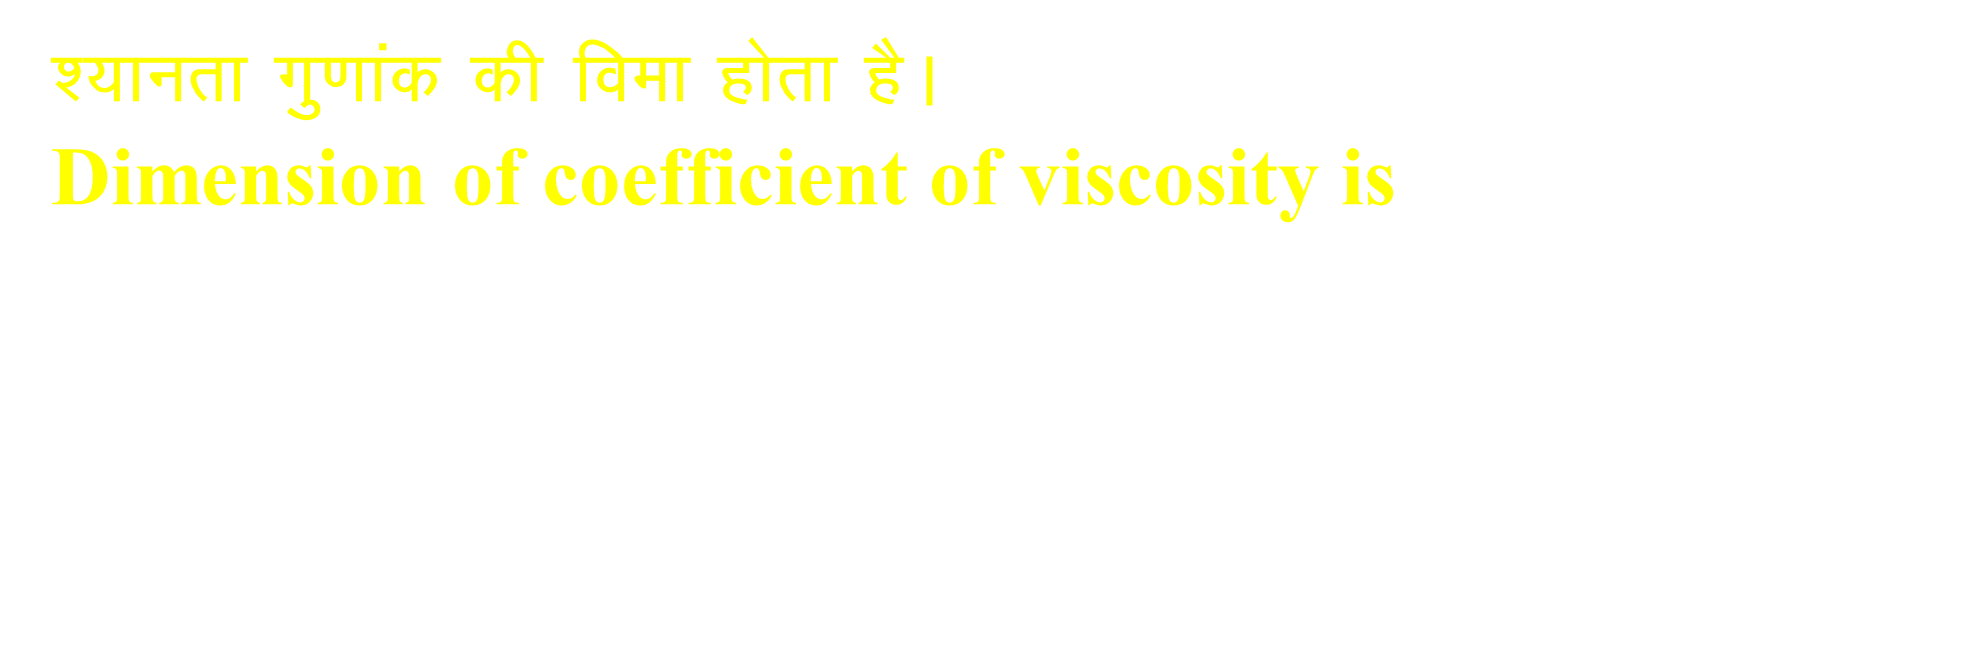 श्यानता गुणांक की विमा होता है।
Dimension of coefficient of viscosity is